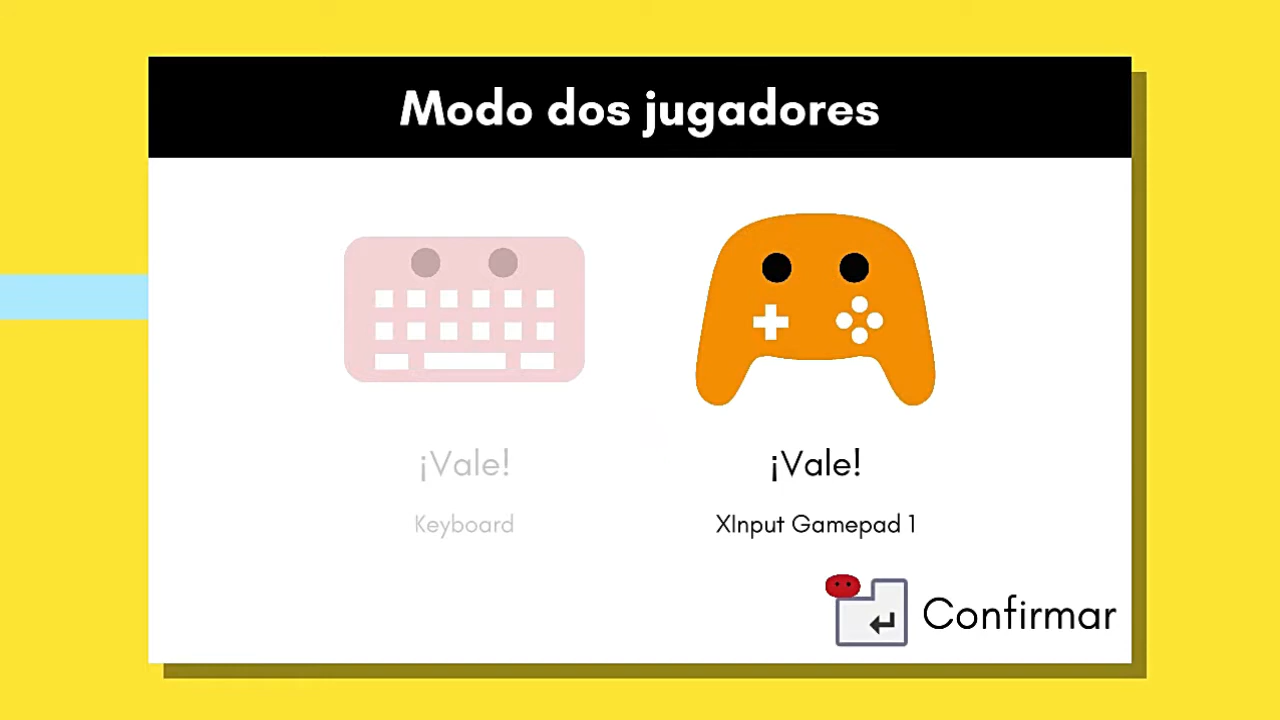 Modo dos jugadores
¡Vale!
Keyboard
¡Vale!
XInput Gamepad 1
Confirmar